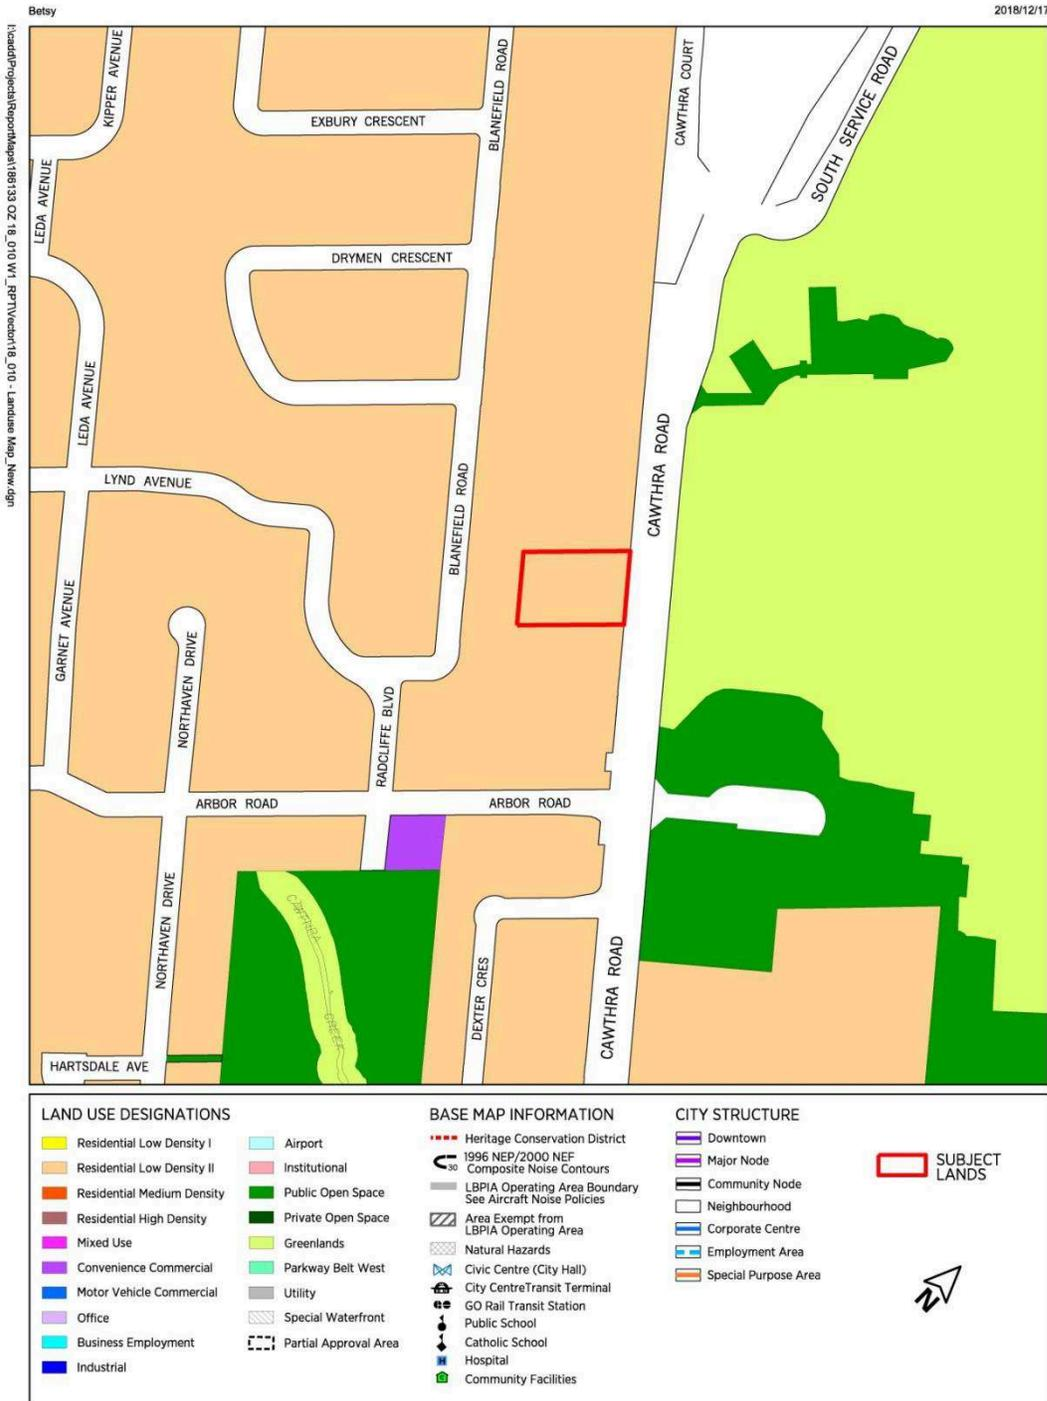 Betsy
2018/12/17
I:\cadd\Projects\ReportMaps\186133 OZ 18_010 W1_RPT\Vector\18_010 - Landuse Map_New.dgn
KIPPER AVENUE
BLANEFIELD ROAD
CAWTHRA COURT
SOUTH SERVICE ROAD
EXBURY CRESCENT
LEDA AVENUE
DRYMEN CRESCENT
LEDA AVENUE
CAWTHRA ROAD
LYND AVENUE
BLANEFIELD ROAD
GARNET AVENUE
NORTHAVEN DRIVE
RADCLIFFE BLVD
ARBOR ROAD
ARBOR ROAD
NORTHAVEN DRIVE
CAWTHRA
CREEK
DEXTER CRES
CAWTHRA ROAD
HARTSDALE AVE
LAND USE DESIGNATIONS
Residential Low Density I
Residential Low Density II
Residential Medium Density
Residential High Density
Mixed Use
Convenience Commercial
Motor Vehicle Commercial
Office
Business Employment
Industrial
Airport
Institutional
Public Open Space
Private Open Space
Greenlands
Parkway Belt West
Utility
Special Waterfront
Partial Approval Area
BASE MAP INFORMATION
Heritage Conservation District
1996 NEP/2000 NEF
30 Composite Noise Contours
LBPIA Operating Area Boundary
See Aircraft Noise Policies
Area Exempt from
LBPIA Operating Area
Natural Hazards
Civic Centre (City Hall)
City CentreTransit Terminal
GO Rail Transit Station
Public School
Catholic School
H Hospital
Community Facilities
CITY STRUCTURE
Downtown
Major Node
Community Node
Neighbourhood
Corporate Centre
Employment Area
Special Purpose Area
SUBJECT
LANDS
N